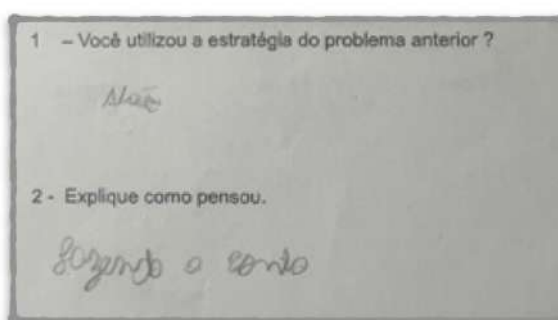 1 – Você utilizou a estratégia do problema anterior ?
Não
2 - Explique como pensou.
fazendo a conta